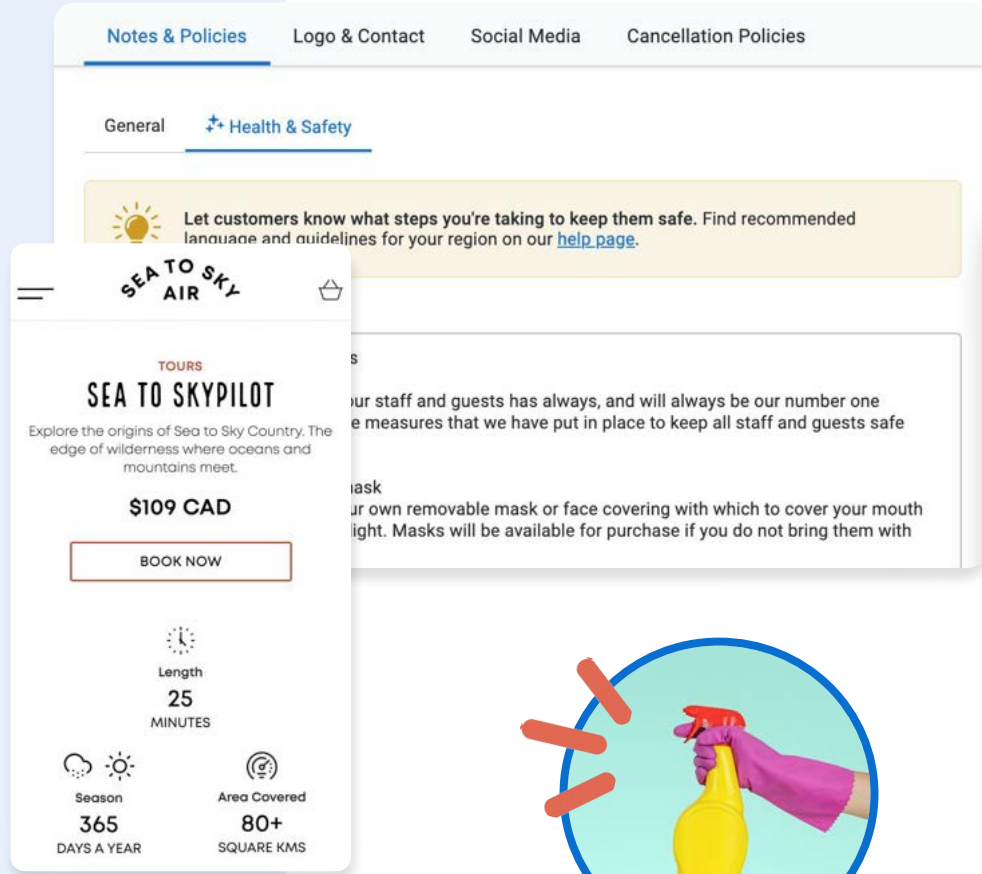 Notes & Policies
Logo & Contact
Social Media
Cancellation Policies
General
Health & Safety
Let customers know what steps you're taking to keep them safe. Find recommended
language and guidelines for your region on our help page.
s
our staff and guests has always, and will always be our number one
e measures that we have put in place to keep all staff and guests safe
mask
ur own removable mask or face covering with which to cover your mouth
light. Masks will be available for purchase if you do not bring them with
SEA TO SKY
AIR
TOURS
SEA TO SKYPILOT
Explore the origins of Sea to Sky Country. The
edge of wilderness where oceans and
mountains meet.
$109 CAD
BOOK NOW
Length
25
MINUTES
Season
365
DAYS A YEAR
Area Covered
80+
SQUARE KMS